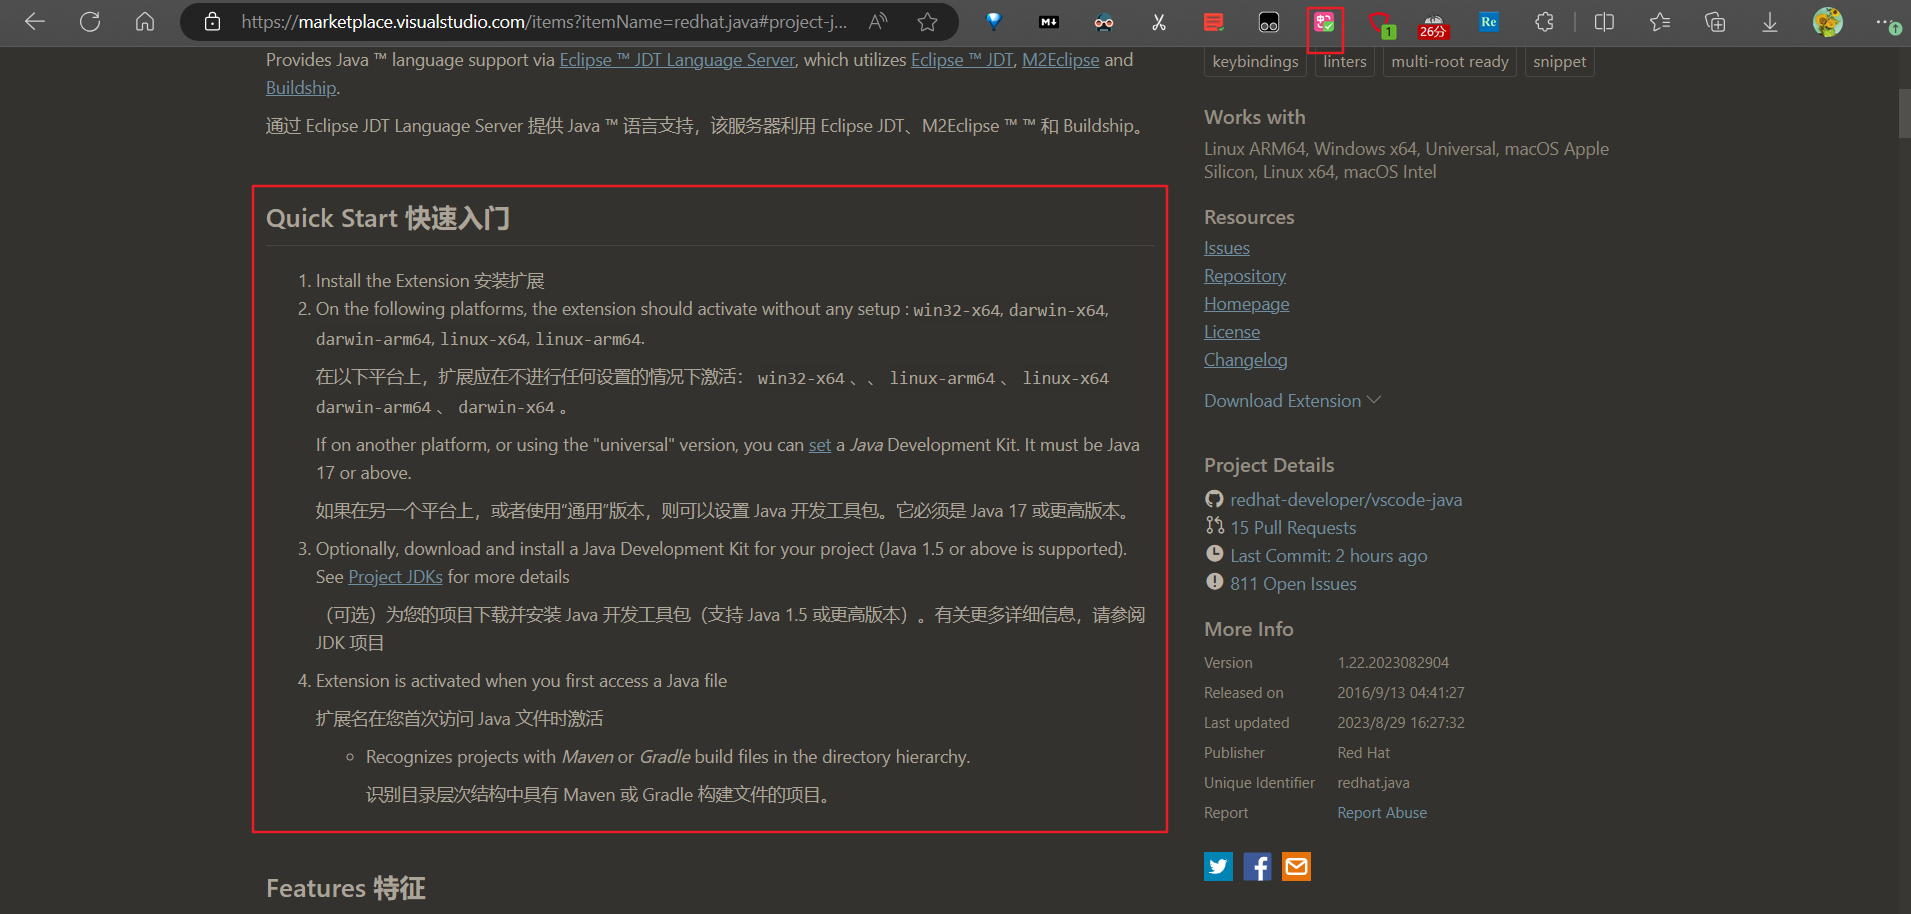 https://marketplace.visualstudio.com/items?itemName=redhat.java#project-j...
A
M↓
中
1
26分
Re
Provides Java ™ language support via Eclipse ™ JDT Language Server, which utilizes Eclipse ™ JDT, M2Eclipse and
Buildship.
通过 Eclipse JDT Language Server 提供 Java ™ 语言支持，该服务器利用 Eclipse JDT、M2Eclipse ™ ™ 和 Buildship。
Quick Start 快速入门
1. Install the Extension 安装扩展
2. On the following platforms, the extension should activate without any setup : win32-x64, darwin-x64,
darwin-arm64, linux-x64, linux-arm64.
在以下平台上，扩展应在不进行任何设置的情况下激活： win32-x64 、、 linux-arm64 、 linux-x64
darwin-arm64 、 darwin-x64 。
If on another platform, or using the "universal" version, you can set a Java Development Kit. It must be Java
17 or above.
如果在另一个平台上，或者使用“通用”版本，则可以设置 Java 开发工具包。它必须是 Java 17 或更高版本。
3. Optionally, download and install a Java Development Kit for your project (Java 1.5 or above is supported).
See Project JDKs for more details
（可选）为您的项目下载并安装 Java 开发工具包（支持 Java 1.5 或更高版本）。有关更多详细信息，请参阅
JDK 项目
4. Extension is activated when you first access a Java file
扩展名在您首次访问 Java 文件时激活
Recognizes projects with Maven or Gradle build files in the directory hierarchy.
识别目录层次结构中具有 Maven 或 Gradle 构建文件的项目。
Features 特征
keybindings
linters
multi-root ready
snippet
Works with
Linux ARM64, Windows x64, Universal, macOS Apple
Silicon, Linux x64, macOS Intel
Resources
Issues
Repository
Homepage
License
Changelog
Download Extension
Project Details
redhat-developer/vscode-java
15 Pull Requests
Last Commit: 2 hours ago
811 Open Issues
More Info
Version 1.22.2023082904
Released on 2016/9/13 04:41:27
Last updated 2023/8/29 16:27:32
Publisher Red Hat
Unique Identifier redhat.java
Report Report Abuse